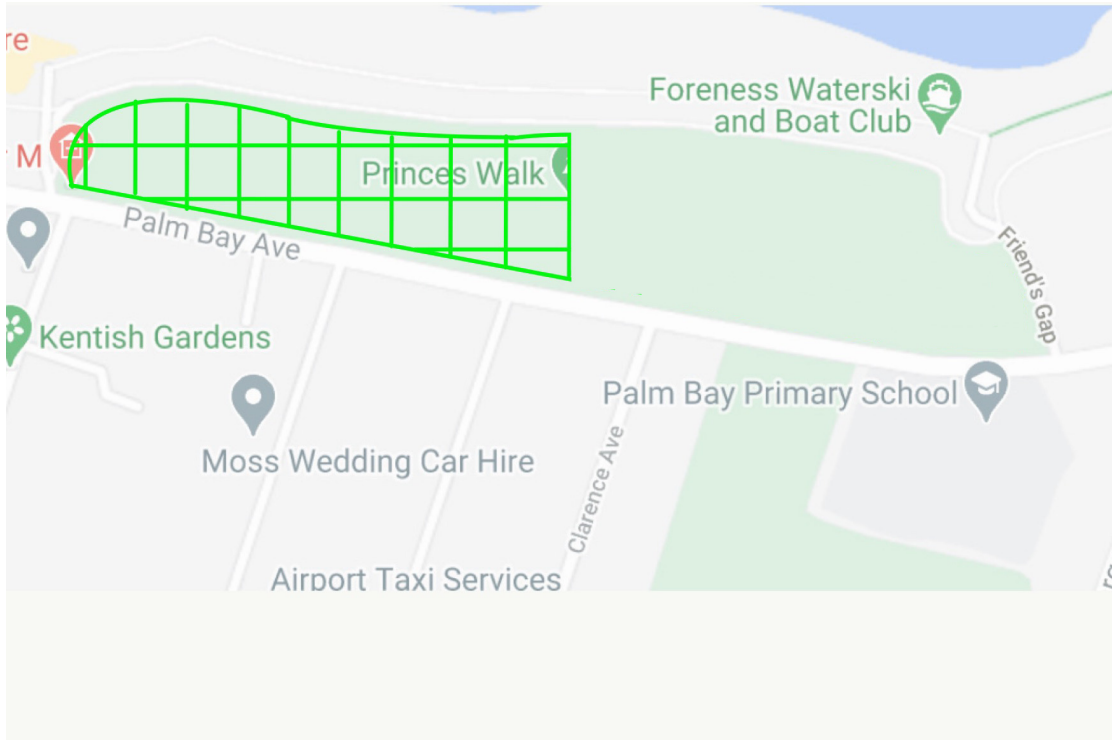 re
Foreness Waterski
and Boat Club
M
Princes Walk
Palm Bay Ave
Friend's Gap
Kentish Gardens
Palm Bay Primary School
Moss Wedding Car Hire
Clarence Ave
Airport Taxi Services